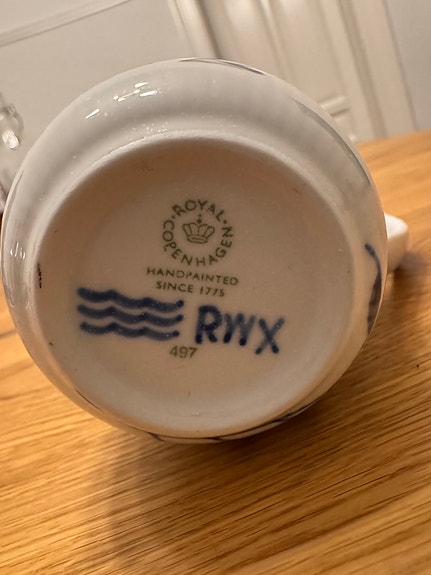 ROYAL COPENHAGEN
HANDPAINTED
SINCE 1775
RWX
497